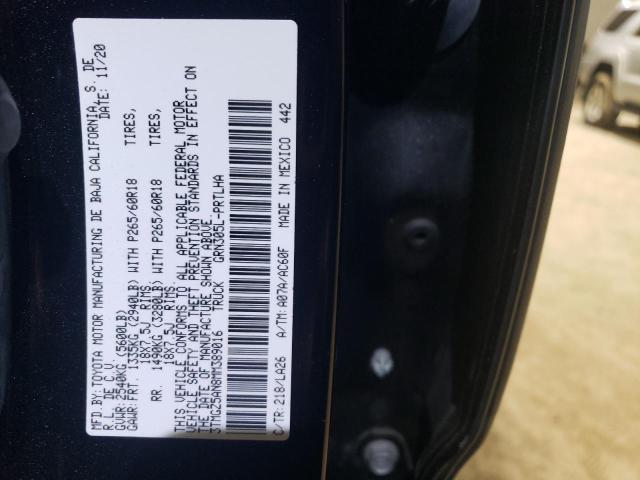 MFD.BY:TOYOTA MOTOR MANUFACTURING DE BAJA CALIFORNIA, S. DE
R. L. DE C. V. DATE: 11/20
GVWR: 2540KG (5600LB)
GAWR: FRT. 1335KG (2940LB) WITH P265/60R18 TIRES,
18X7.5J RIMS,
RR. 1490KG (3280LB) WITH P265/60R18 TIRES,
18X7.5J RIMS.
THIS VEHICLE CONFORMS TO ALL APPLICABLE FEDERAL MOTOR
VEHICLE SAFETY AND THEFT PREVENTION STANDARDS IN EFFECT ON
THE DATE OF MANUFACTURE SHOWN ABOVE.
3TMGZ5AN8MM389016 TRUCK GRN305L-PRTLHA
C/TR:218/LA26 A/TM:A07A/AC60F MADE IN MEXICO 442